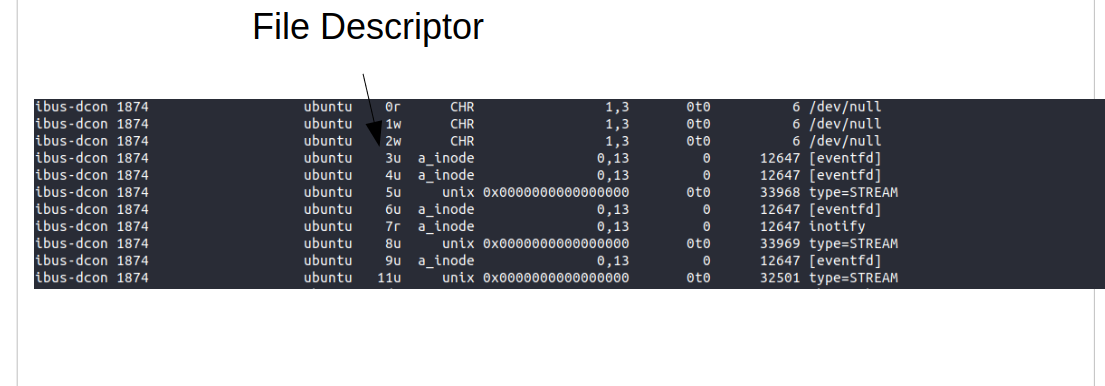 File Descriptor
ibus-dcon 1874 ubuntu 0r CHR 1,3 0t0 6 /dev/null
ibus-dcon 1874 ubuntu 1w CHR 1,3 0t0 6 /dev/null
ibus-dcon 1874 ubuntu 2w CHR 1,3 0t0 6 /dev/null
ibus-dcon 1874 ubuntu 3u a_inode 0,13 0 12647 [eventfd]
ibus-dcon 1874 ubuntu 4u a_inode 0,13 0 12647 [eventfd]
ibus-dcon 1874 ubuntu 5u unix 0x0000000000000000 0t0 33968 type=STREAM
ibus-dcon 1874 ubuntu 6u a_inode 0,13 0 12647 [eventfd]
ibus-dcon 1874 ubuntu 7r a_inode 0,13 0 12647 inotify
ibus-dcon 1874 ubuntu 8u unix 0x0000000000000000 0t0 33969 type=STREAM
ibus-dcon 1874 ubuntu 9u a_inode 0,13 0 12647 [eventfd]
ibus-dcon 1874 ubuntu 11u unix 0x0000000000000000 0t0 32501 type=STREAM